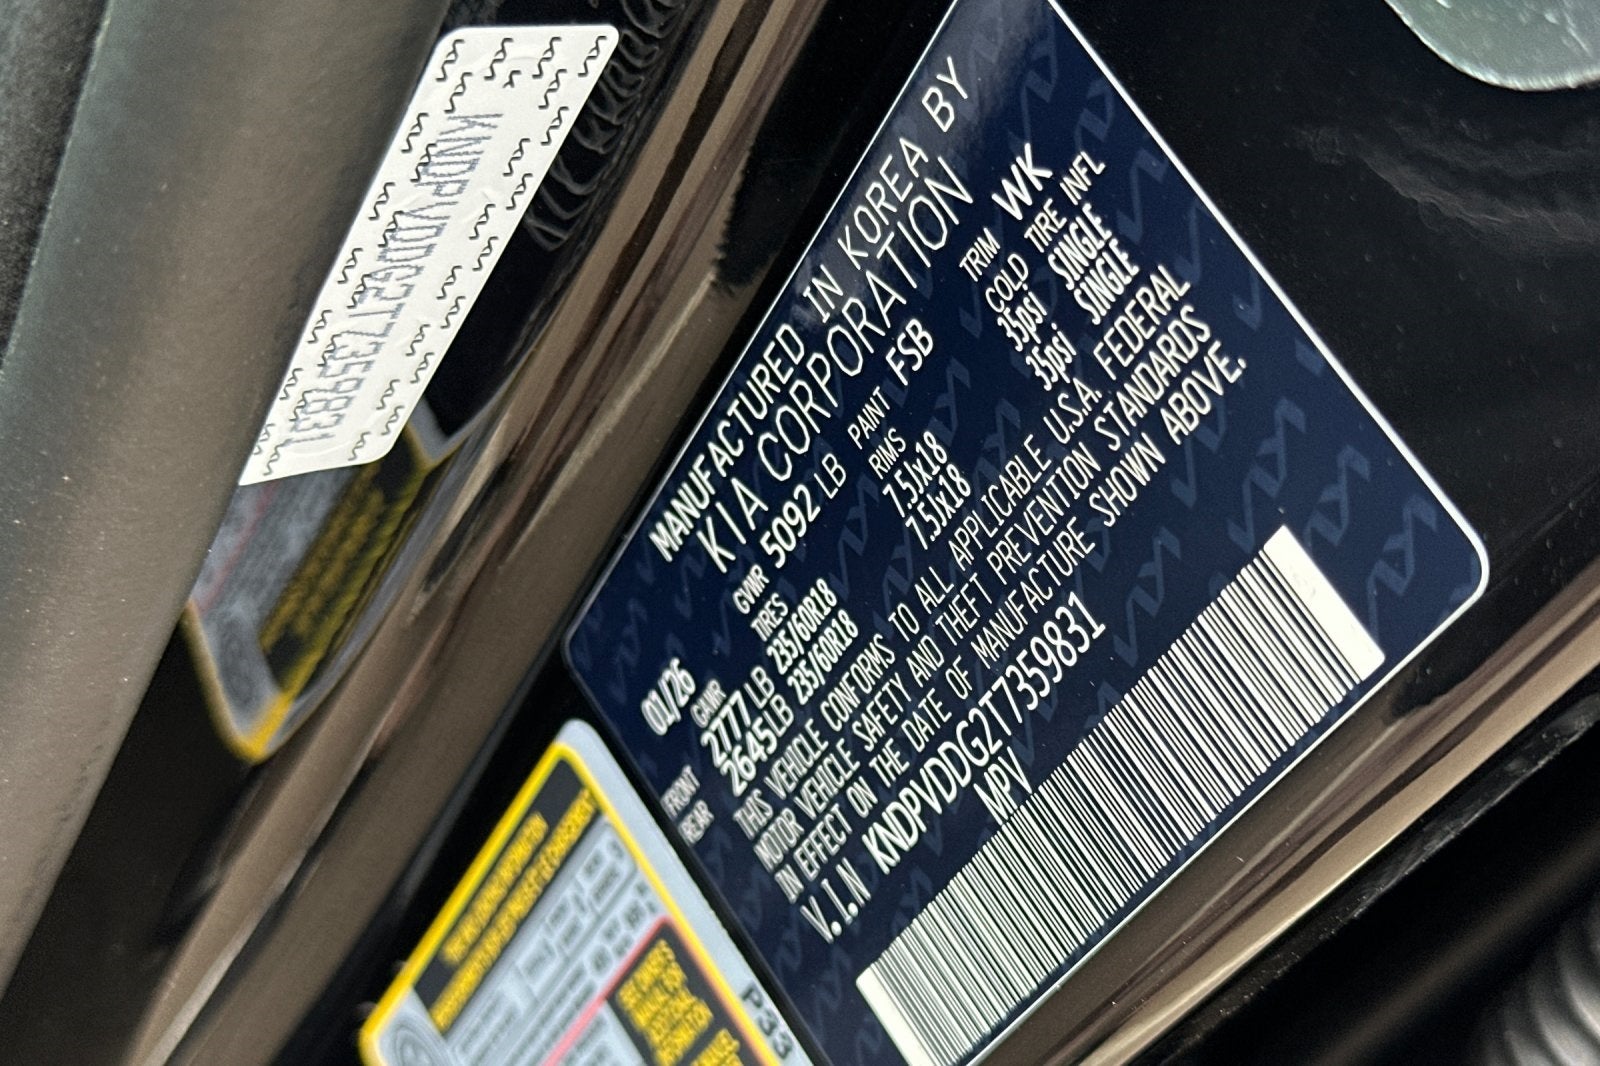 KNDPVDDG2T7359831
MANUFACTURED IN KOREA BY
KIA CORPORATION
01/26 GVWR 5092 LB PAINT FSB TRIM WK
GAWR TIRES RIMS COLD TIRE INFL
FRONT 2777 LB 235/60R18 7.5Jx18 35psi SINGLE
REAR 2645 LB 235/60R18 7.5Jx18 35psi SINGLE
THIS VEHICLE CONFORMS TO ALL APPLICABLE U.S.A. FEDERAL
MOTOR VEHICLE SAFETY AND THEFT PREVENTION STANDARDS
IN EFFECT ON THE DATE OF MANUFACTURE SHOWN ABOVE.
V.I.N KNDPVDDG2T7359831
MPV
P33